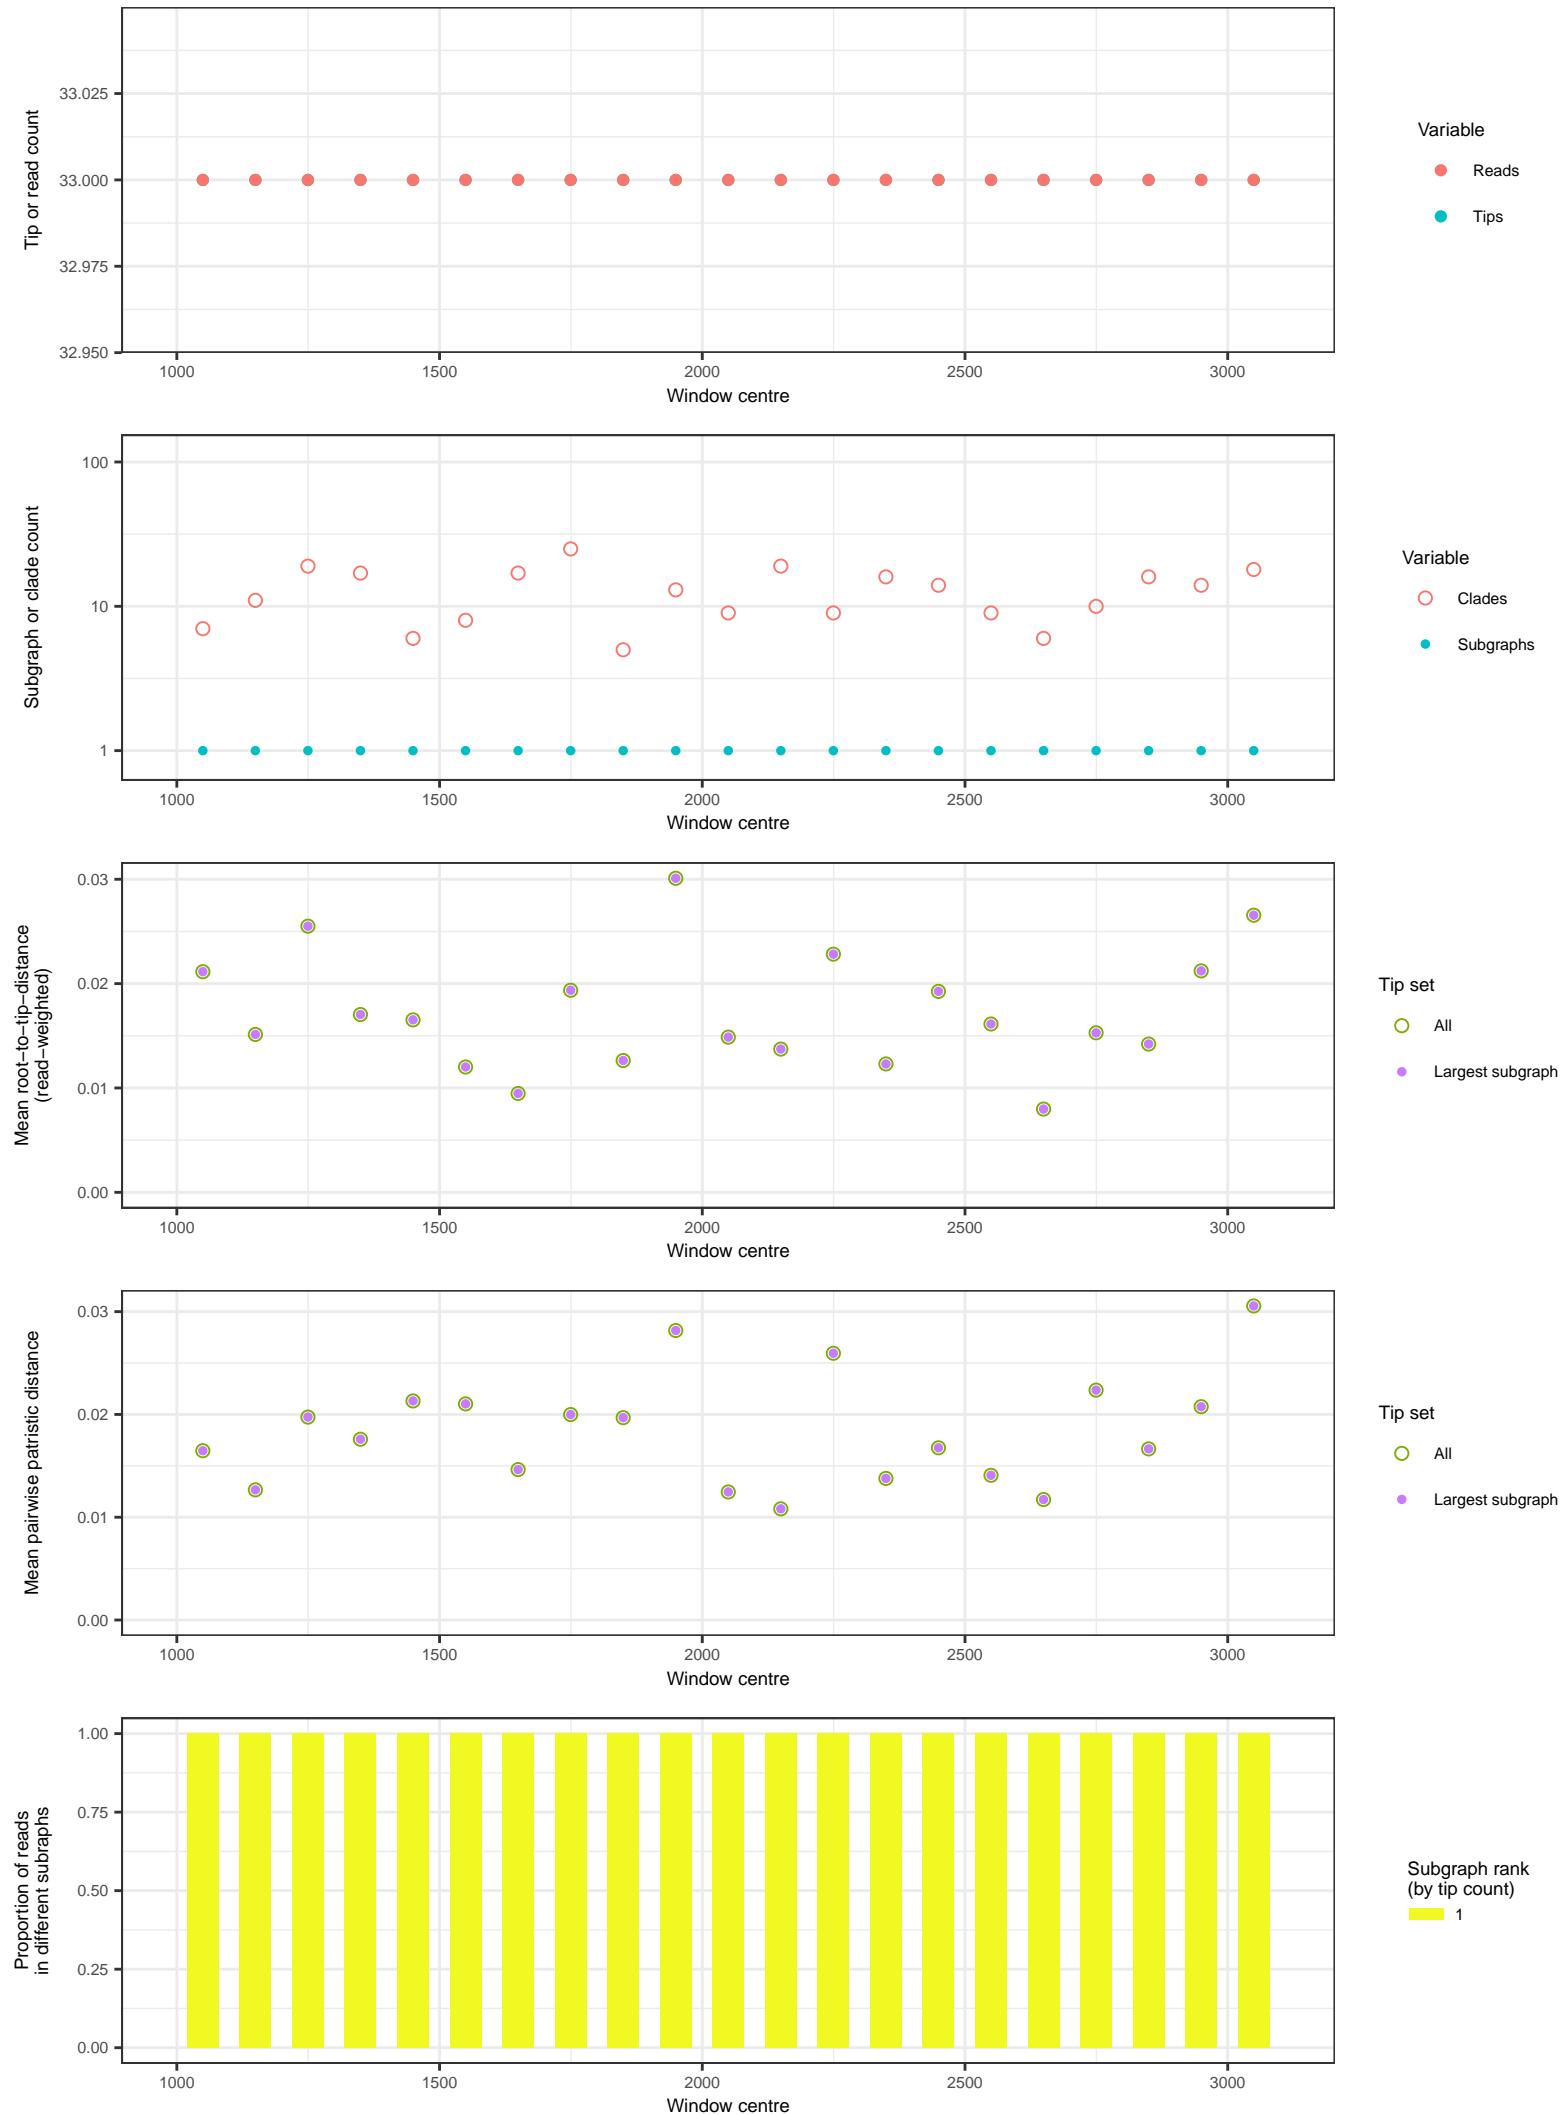 33.025
33.000
32.975
32.950
Tip or read count
1000 1500 2000 2500 3000
Window centre
Variable
Reads
Tips
100
10
1
Subgraph or clade count
1000 1500 2000 2500 3000
Window centre
Variable
Clades
Subgraphs
0.03
0.02
0.01
0.00
Mean root−to−tip−distance
(read−weighted)
1000 1500 2000 2500 3000
Window centre
Tip set
All
Largest subgraph
0.03
0.02
0.01
0.00
Mean pairwise patristic distance
1000 1500 2000 2500 3000
Window centre
Tip set
All
Largest subgraph
1.00
0.75
0.50
0.25
0.00
Proportion of reads
in different subraphs
1000 1500 2000 2500 3000
Window centre
Subgraph rank
(by tip count)
1